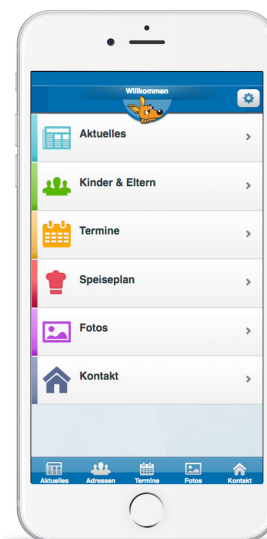 Willkommen
Aktuelles
Kinder & Eltern
Termine
Speiseplan
Fotos
Kontakt
Aktuelles Adressen Termine Fotos Kontakt